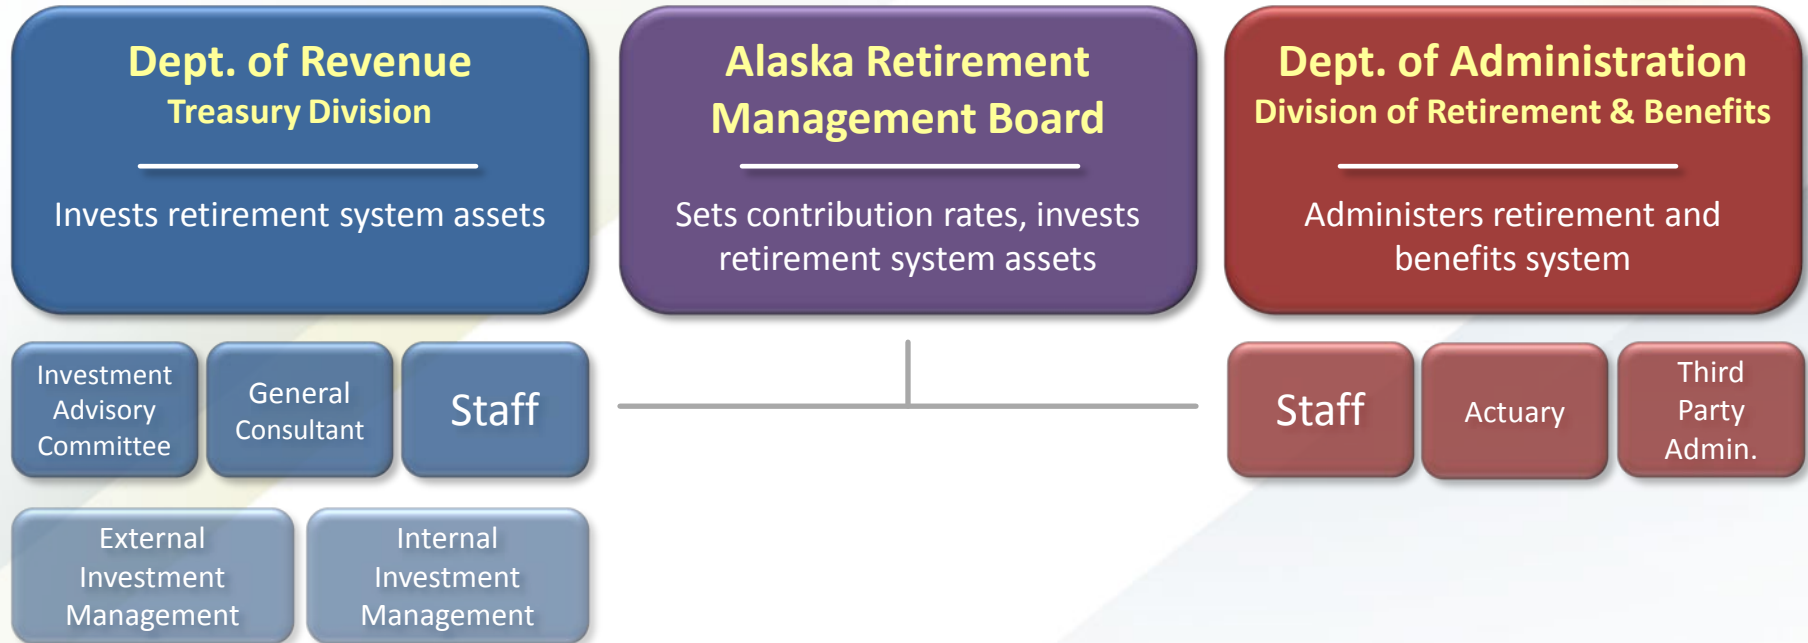 Dept. of Revenue
Treasury Division
Invests retirement system assets
Alaska Retirement
Management Board
Sets contribution rates, invests
retirement system assets
Dept. of Administration
Division of Retirement & Benefits
Administers retirement and
benefits system
Investment
Advisory
Committee
General
Consultant
Staff
Staff
Actuary
Third
Party
Admin.
External
Investment
Management
Internal
Investment
Management